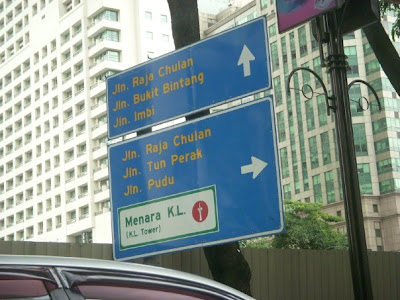 Jln. Raja Chulan
Jln. Bukit Bintang
Jln. Imbi
Jln. Raja Chulan
Jln. Tun Perak
Jln. Pudu
Menara K.L.
(K.L. Tower)